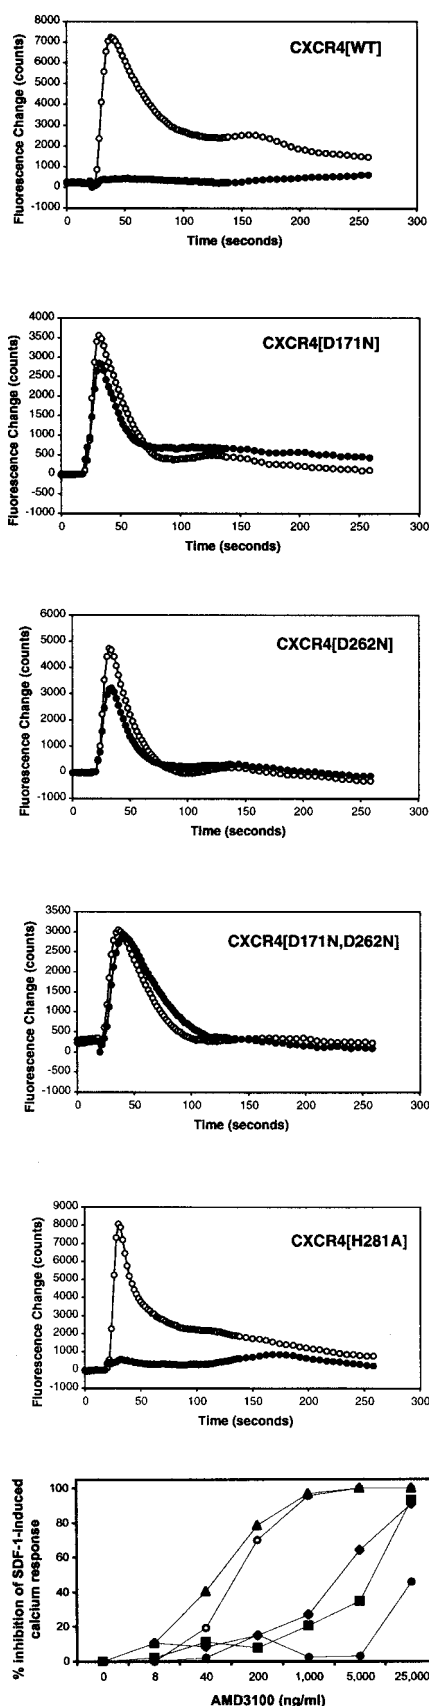 8000
7000
6000
5000
4000
3000
2000
1000
0
-1000
Fluorescence Change (counts)
CXCR4[WT]
0 50 100 150 200 250 300
Time (seconds)
4000
3500
3000
2500
2000
1500
1000
500
0
-500
-1000
Fluorescence Change (counts)
CXCR4[D171N]
0 50 100 150 200 250 300
Time (seconds)
6000
5000
4000
3000
2000
1000
0
-1000
Fluorescence Change (counts)
CXCR4[D262N]
0 50 100 150 200 250 300
Time (seconds)
3500
3000
2500
2000
1500
1000
500
0
-500
-1000
Fluorescence Change (counts)
CXCR4[D171N,D262N]
0 50 100 150 200 250 300
Time (seconds)
9000
8000
7000
6000
5000
4000
3000
2000
1000
0
-1000
Fluorescence Change (counts)
CXCR4[H281A]
0 50 100 150 200 250 300
Time (seconds)
100
80
60
40
20
0
% inhibition of SDF-1-induced
calcium response
0 8 40 200 1,000 5,000 25,000
AMD3100 (ng/ml)